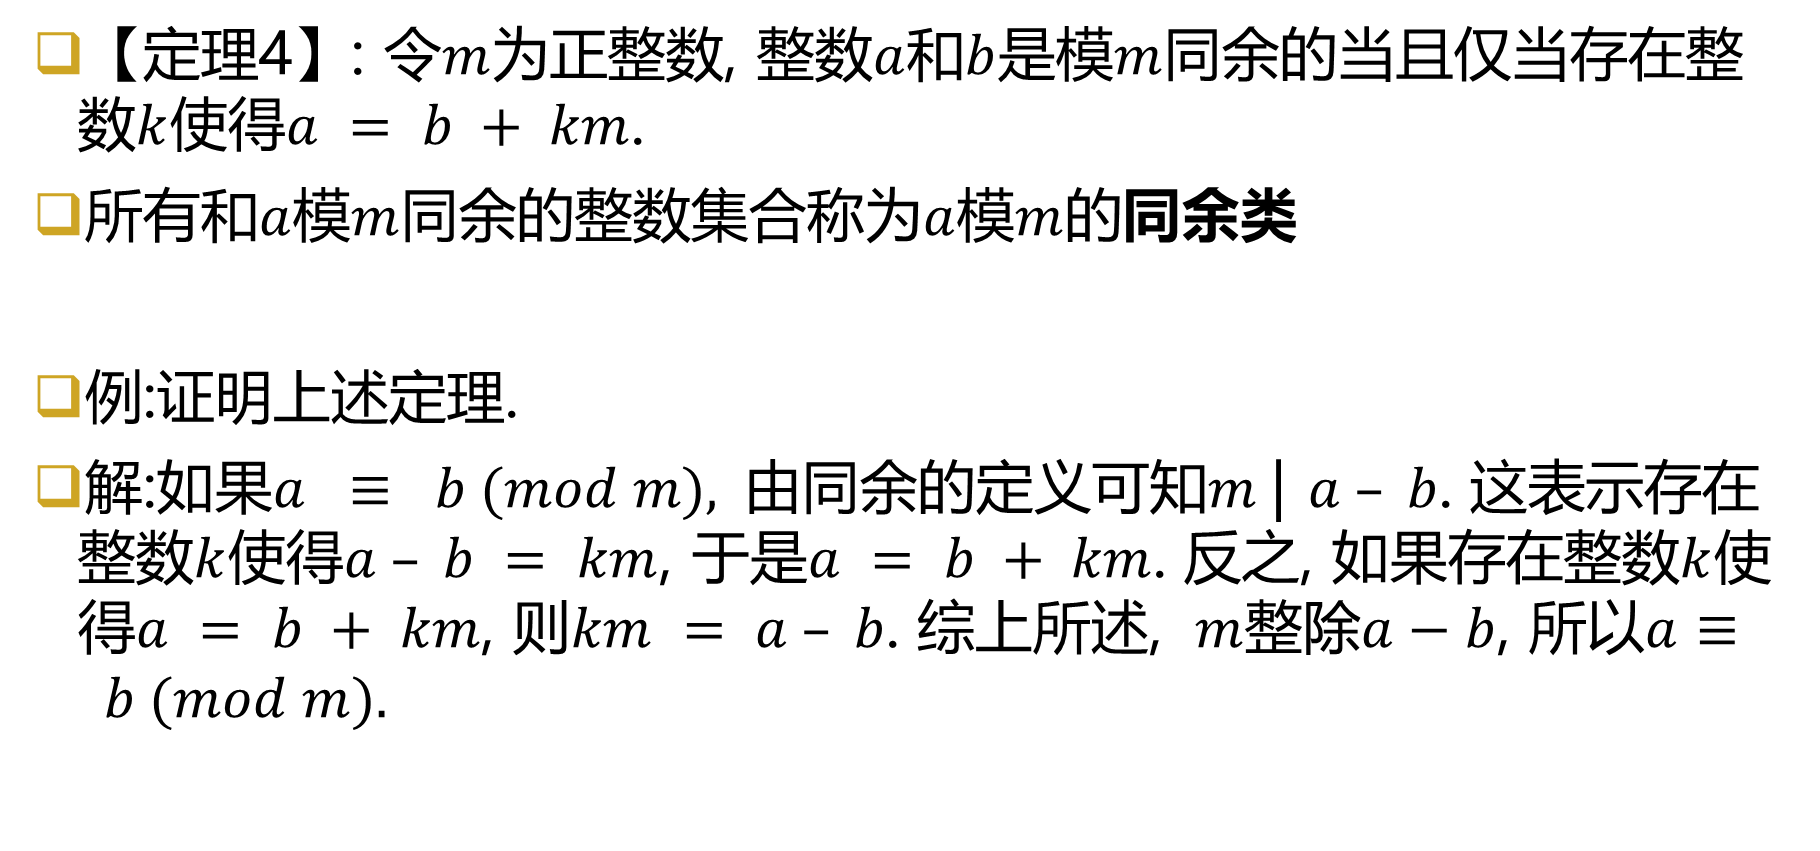 【定理4】: 令m为正整数, 整数a和b是模m同余的当且仅当存在整
数k使得a = b + km.
所有和a模m同余的整数集合称为a模m的同余类
例:证明上述定理.
解:如果a ≡ b (mod m), 由同余的定义可知m | a – b. 这表示存在
整数k使得a – b = km, 于是a = b + km. 反之, 如果存在整数k使
得a = b + km, 则km = a – b. 综上所述, m整除a − b, 所以a ≡
b (mod m).